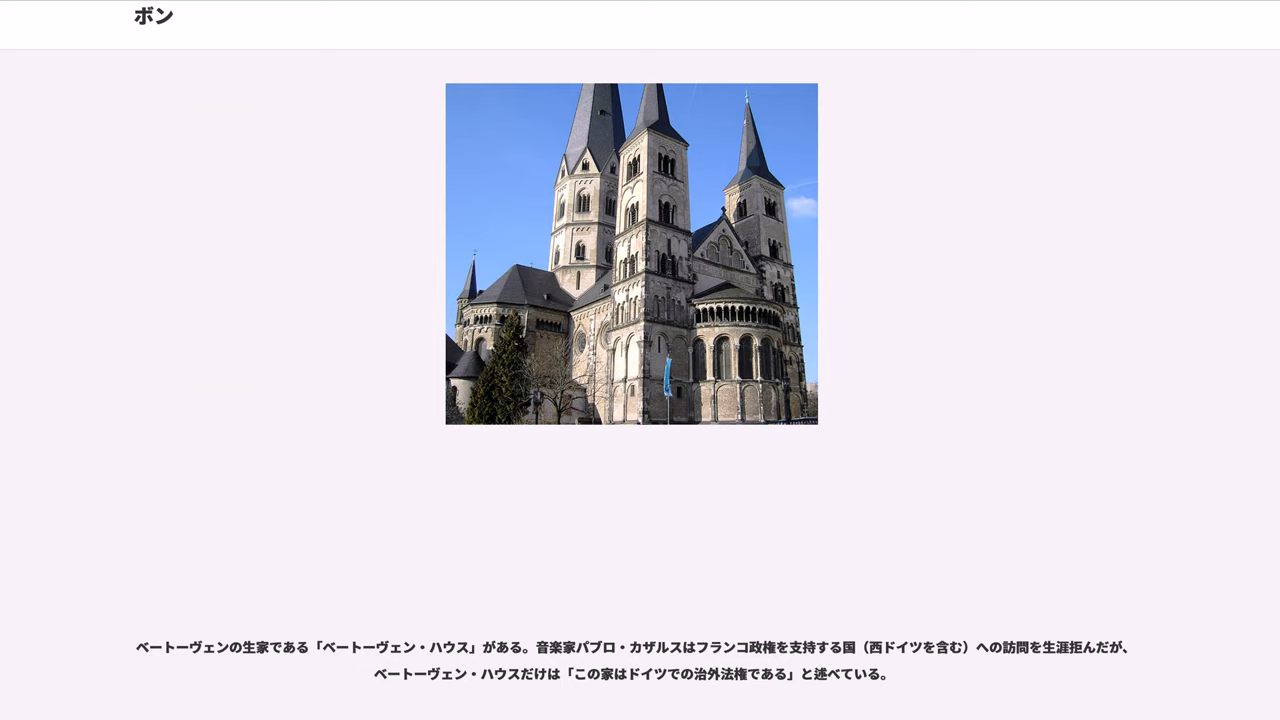 ボン
ベートーヴェンの生家である「ベートーヴェン・ハウス」がある。音楽家パブロ・カザルスはフランコ政権を支持する国（西ドイツを含む）への訪問を生涯拒んだが、
ベートーヴェン・ハウスだけは「この家はドイツでの治外法権である」と述べている。